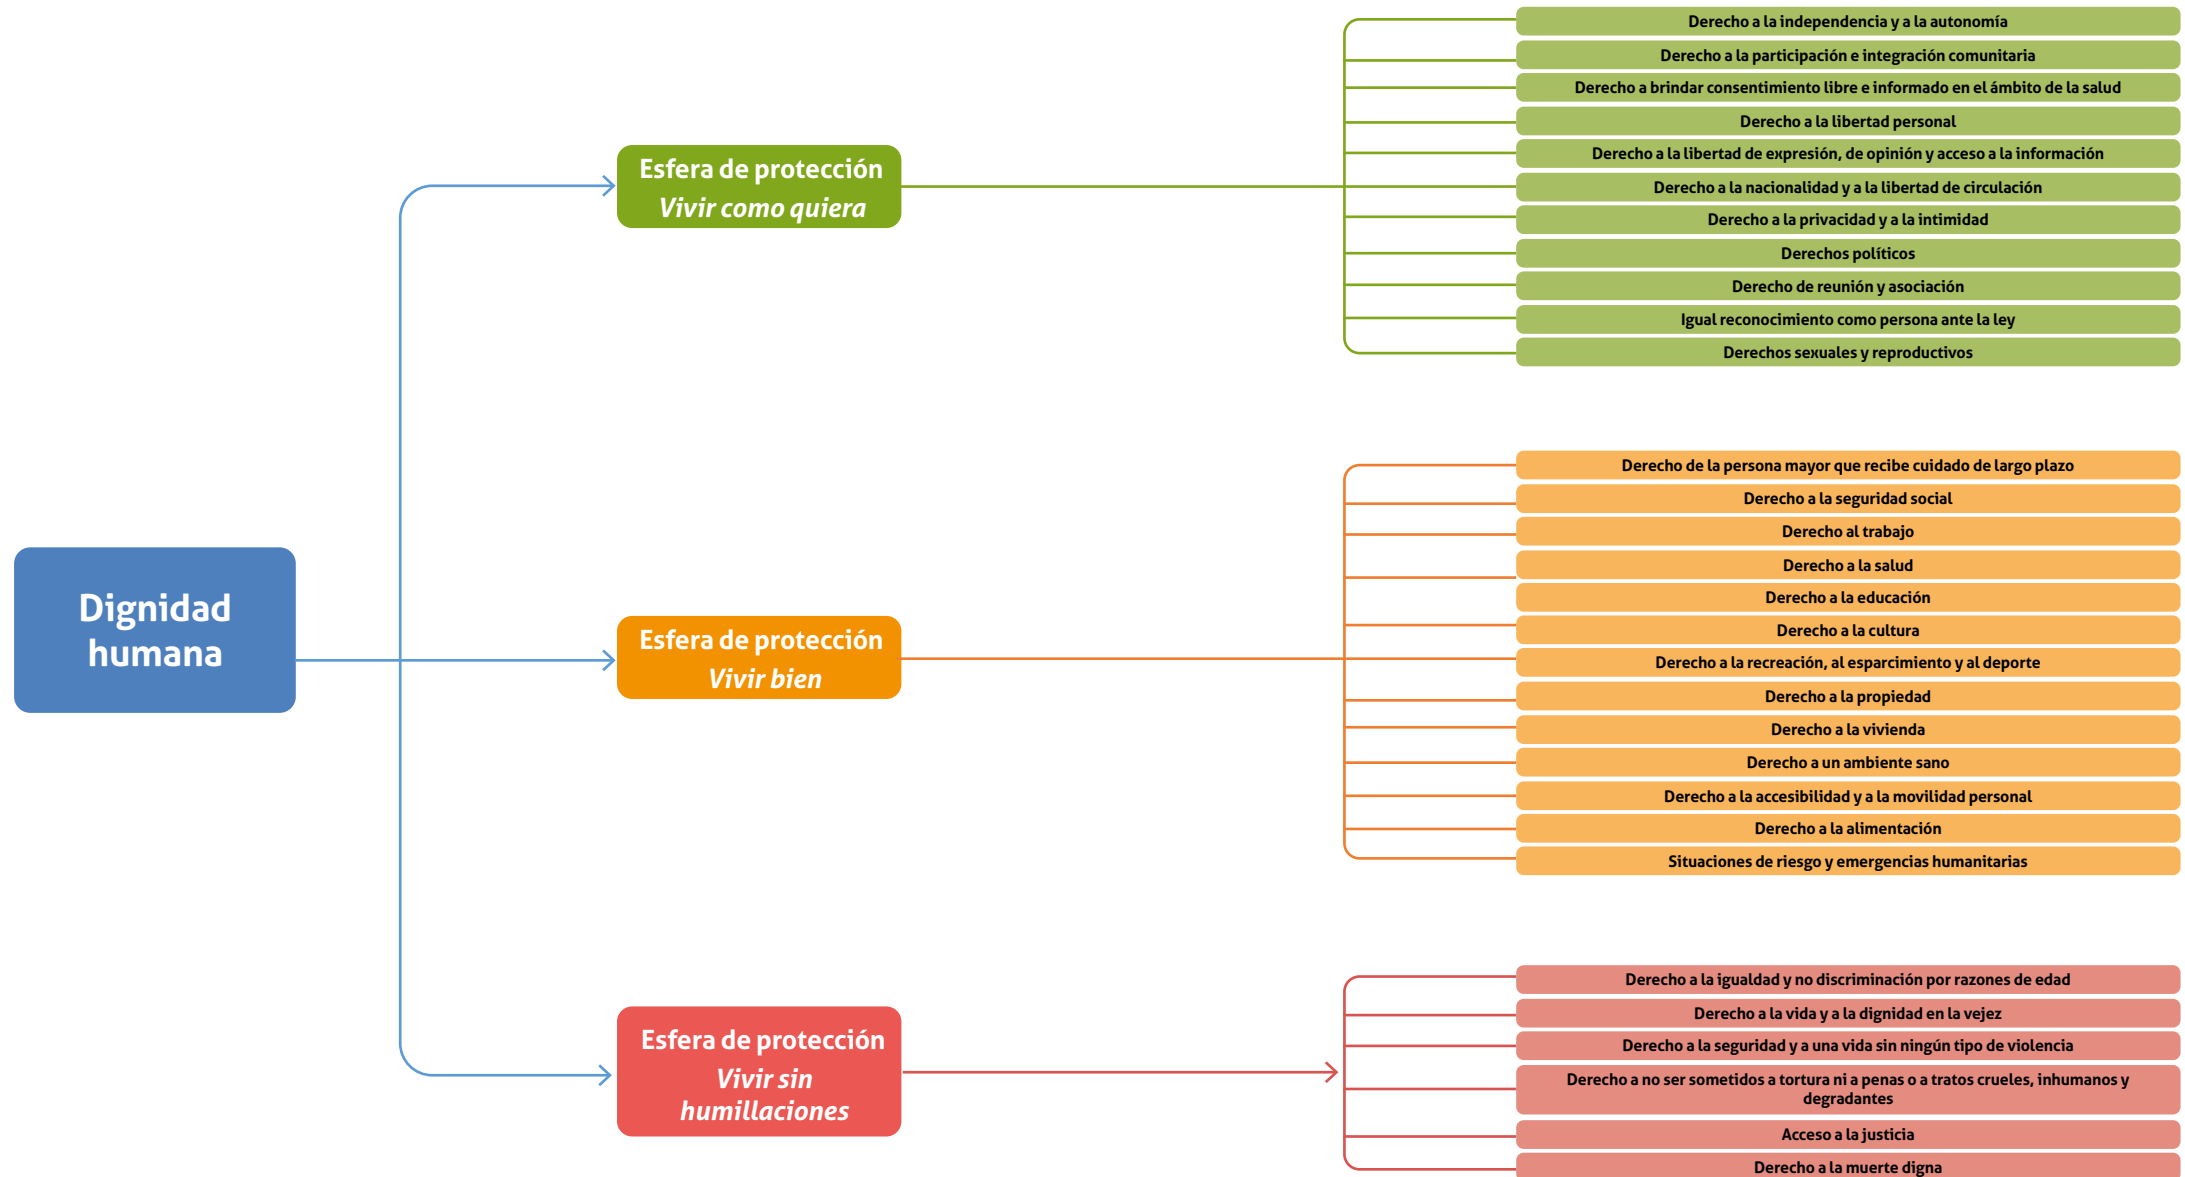 Dignidad
humana
Esfera de protección
Vivir como quiera
Derecho a la independencia y a la autonomía
Derecho a la participación e integración comunitaria
Derecho a brindar consentimiento libre e informado en el ámbito de la salud
Derecho a la libertad personal
Derecho a la libertad de expresión, de opinión y acceso a la información
Derecho a la nacionalidad y a la libertad de circulación
Derecho a la privacidad y a la intimidad
Derechos políticos
Derecho de reunión y asociación
Igual reconocimiento como persona ante la ley
Derechos sexuales y reproductivos
Esfera de protección
Vivir bien
Derecho de la persona mayor que recibe cuidado de largo plazo
Derecho a la seguridad social
Derecho al trabajo
Derecho a la salud
Derecho a la educación
Derecho a la cultura
Derecho a la recreación, al esparcimiento y al deporte
Derecho a la propiedad
Derecho a la vivienda
Derecho a un ambiente sano
Derecho a la accesibilidad y a la movilidad personal
Derecho a la alimentación
Situaciones de riesgo y emergencias humanitarias
Esfera de protección
Vivir sin
humillaciones
Derecho a la igualdad y no discriminación por razones de edad
Derecho a la vida y a la dignidad en la vejez
Derecho a la seguridad y a una vida sin ningún tipo de violencia
Derecho a no ser sometidos a tortura ni a penas o a tratos crueles, inhumanos y
degradantes
Acceso a la justicia
Derecho a la muerte digna